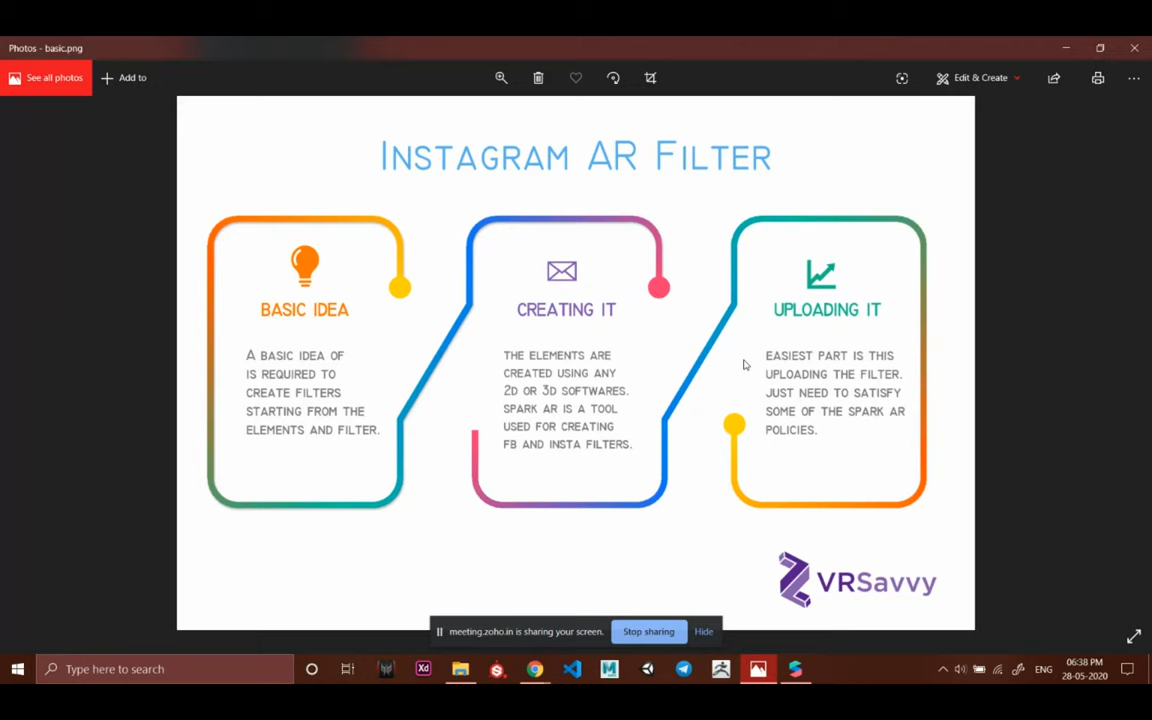 Photos - basic.png
See all photos
Add to
Edit & Create
INSTAGRAM AR FILTER
BASIC IDEA
A BASIC IDEA OF
IS REQUIRED TO
CREATE FILTERS
STARTING FROM THE
ELEMENTS AND FILTER.
CREATING IT
THE ELEMENTS ARE
CREATED USING ANY
2D OR 3D SOFTWARES.
SPARK AR IS A TOOL
USED FOR CREATING
FB AND INSTA FILTERS.
UPLOADING IT
EASIEST PART IS THIS
UPLOADING THE FILTER.
JUST NEED TO SATISFY
SOME OF THE SPARK AR
POLICIES.
VRSavvy
meeting.zoho.in is sharing your screen.
Stop sharing
Hide
Type here to search
Xd
ENG
06:38 PM
28-05-2020